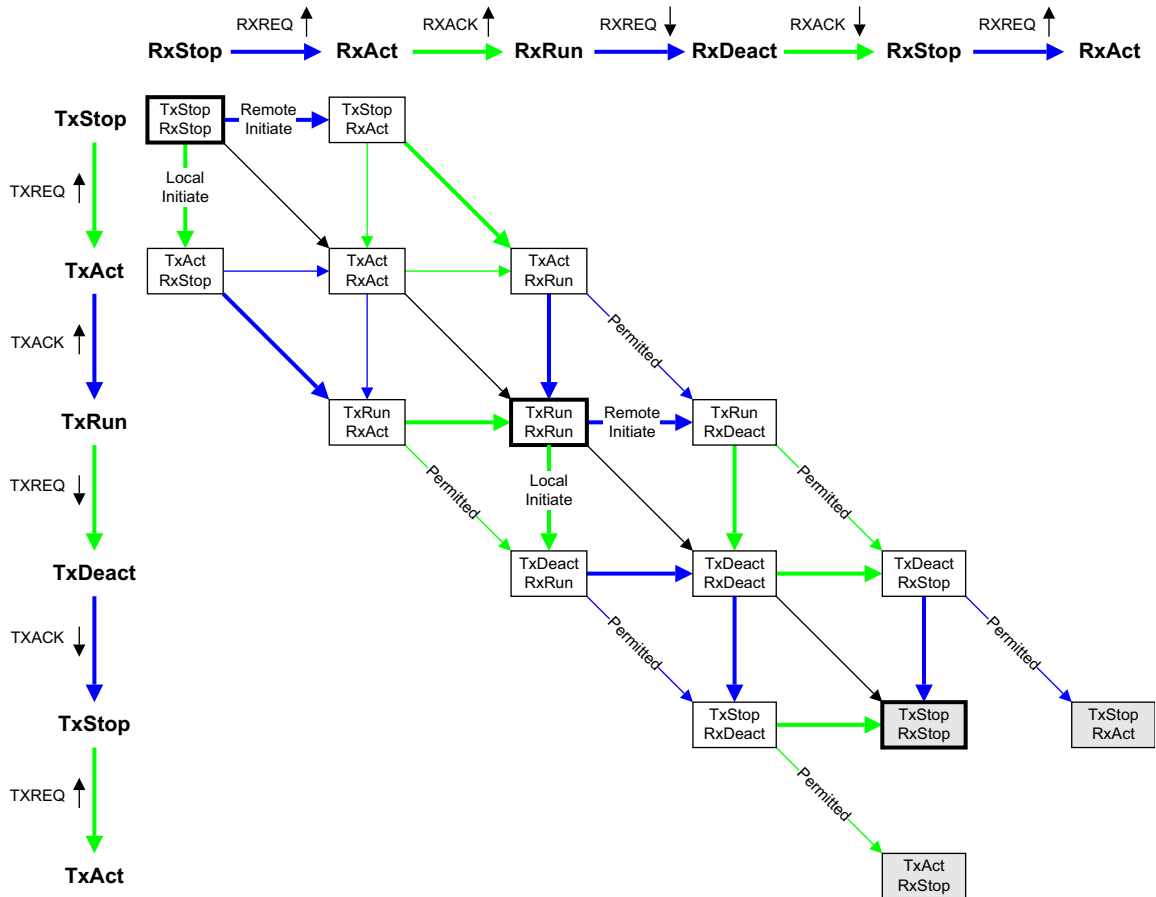 RXREQ
RXACK
RXREQ
RXACK
RXREQ
RxStop
RxAct
RxRun
RxDeact
RxStop
RxAct
TxStop
TxStop
RxStop
Remote
Initiate
TxStop
RxAct
TXREQ
Local
Initiate
TxAct
TxAct
RxStop
TxAct
RxAct
TxAct
RxRun
TXACK
Permitted
TxRun
TxRun
RxAct
TxRun
RxRun
Remote
Initiate
TxRun
RxDeact
TXREQ
Permitted
Local
Initiate
Permitted
TxDeact
TxDeact
RxRun
TxDeact
RxDeact
TxDeact
RxStop
TXACK
Permitted
Permitted
TxStop
TxStop
RxDeact
TxStop
RxStop
TxStop
RxAct
TXREQ
Permitted
TxAct
TxAct
RxStop